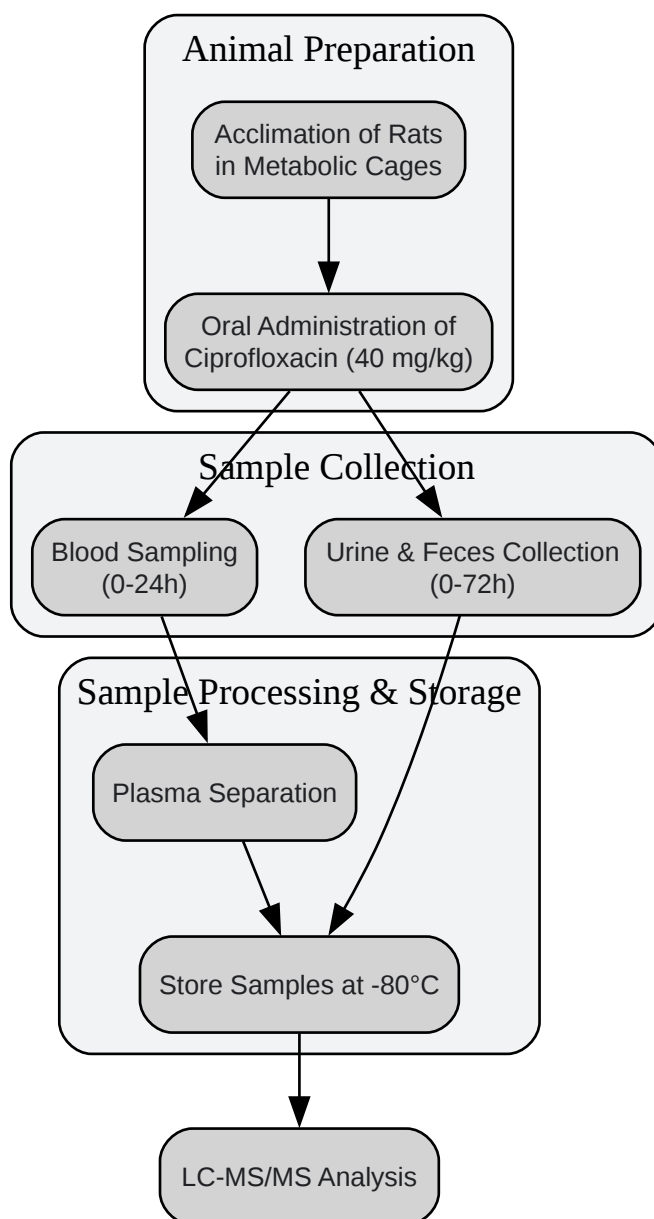 Animal Preparation
Acclimation of Rats
in Metabolic Cages
Oral Administration of
Ciprofloxacin (40 mg/kg)
Sample Collection
Blood Sampling
(0-24h)
Urine & Feces Collection
(0-72h)
Sample Processing & Storage
Plasma Separation
Store Samples at -80°C
LC-MS/MS Analysis